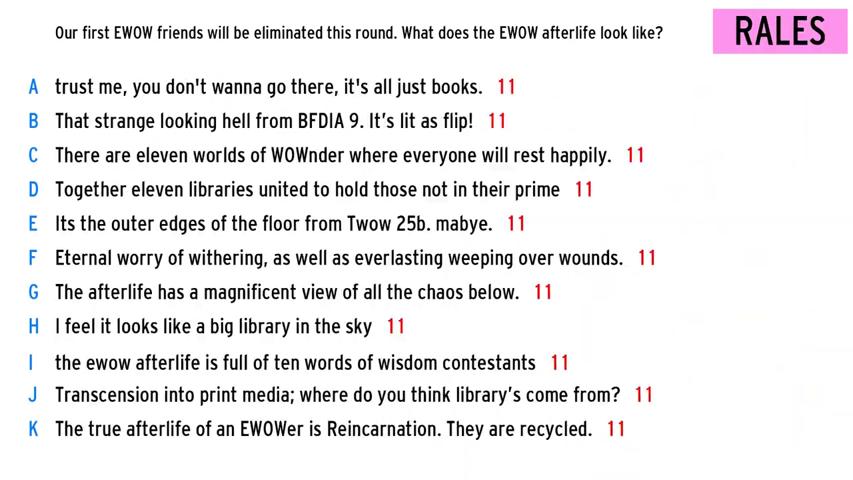 Our first EWOW friends will be eliminated this round. What does the EWOW afterlife look like?
RALES
A trust me, you don't wanna go there, it's all just books. 11
B That strange looking hell from BFDIA 9. It’s lit as flip! 11
C There are eleven worlds of WOWnder where everyone will rest happily. 11
D Together eleven libraries united to hold those not in their prime 11
E Its the outer edges of the floor from Twow 25b. mabye. 11
F Eternal worry of withering, as well as everlasting weeping over wounds. 11
G The afterlife has a magnificent view of all the chaos below. 11
H I feel it looks like a big library in the sky 11
I the ewow afterlife is full of ten words of wisdom contestants 11
J Transcension into print media; where do you think library’s come from? 11
K The true afterlife of an EWOWer is Reincarnation. They are recycled. 11